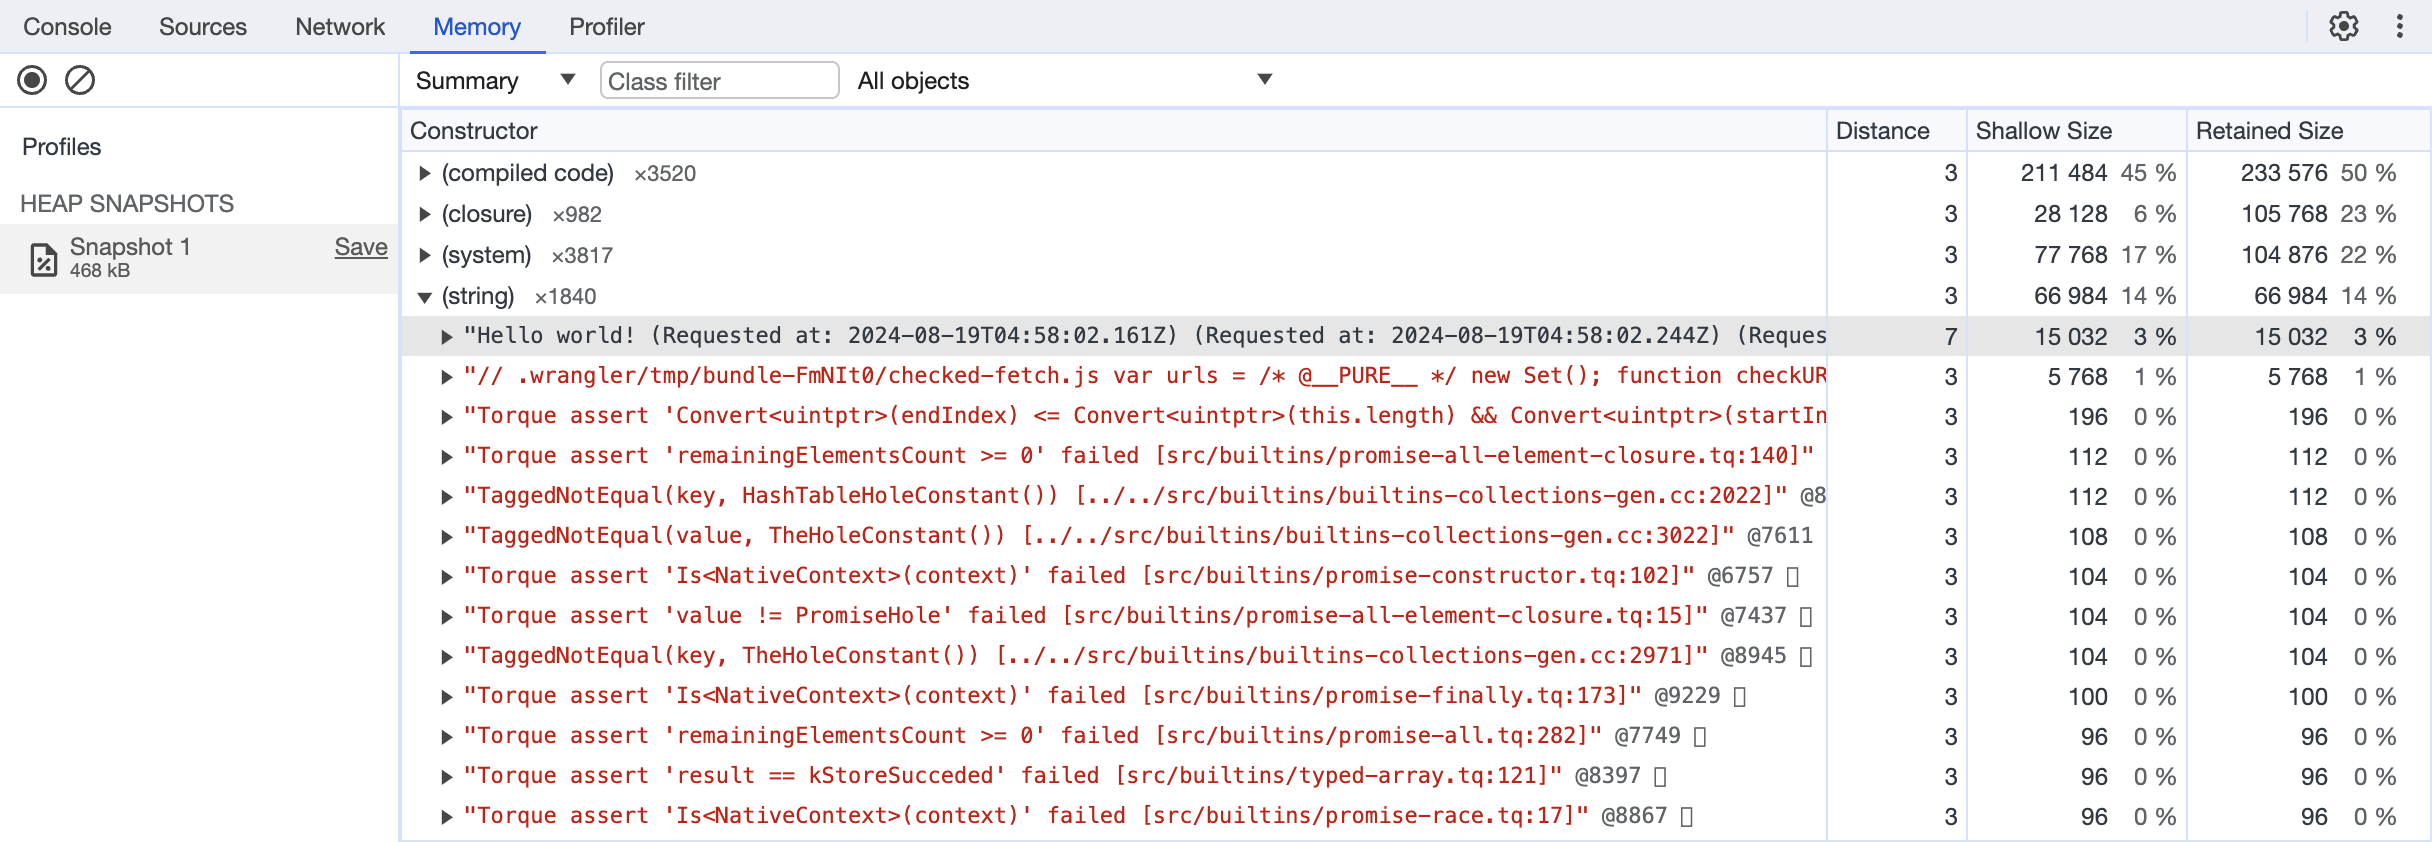 Console Sources Network Memory Profiler
Summary Class filter All objects
Profiles
HEAP SNAPSHOTS
Snapshot 1 Save
468 kB
Constructor Distance Shallow Size Retained Size
(compiled code) ×3520 3 211 484 45 % 233 576 50 %
(closure) ×982 3 28 128 6 % 105 768 23 %
(system) ×3817 3 77 768 17 % 104 876 22 %
(string) ×1840 3 66 984 14 % 66 984 14 %
"Hello world! (Requested at: 2024-08-19T04:58:02.161Z) (Requested at: 2024-08-19T04:58:02.244Z) (Reques 7 15 032 3 % 15 032 3 %
"// .wrangler/tmp/bundle-FmNIt0/checked-fetch.js var urls = /* @__PURE__ */ new Set(); function checkUR 3 5 768 1 % 5 768 1 %
"Torque assert 'Convert<uintptr>(endIndex) <= Convert<uintptr>(this.length) && Convert<uintptr>(startIn 3 196 0 % 196 0 %
"Torque assert 'remainingElementsCount >= 0' failed [src/builtins/promise-all-element-closure.tq:140]" 3 112 0 % 112 0 %
"TaggedNotEqual(key, HashTableHoleConstant()) [../../src/builtins/builtins-collections-gen.cc:2022]" @8 3 112 0 % 112 0 %
"TaggedNotEqual(value, TheHoleConstant()) [../../src/builtins/builtins-collections-gen.cc:3022]" @7611 3 108 0 % 108 0 %
"Torque assert 'Is<NativeContext>(context)' failed [src/builtins/promise-constructor.tq:102]" @6757 3 104 0 % 104 0 %
"Torque assert 'value != PromiseHole' failed [src/builtins/promise-all-element-closure.tq:15]" @7437 3 104 0 % 104 0 %
"TaggedNotEqual(key, TheHoleConstant()) [../../src/builtins/builtins-collections-gen.cc:2971]" @8945 3 104 0 % 104 0 %
"Torque assert 'Is<NativeContext>(context)' failed [src/builtins/promise-finally.tq:173]" @9229 3 100 0 % 100 0 %
"Torque assert 'remainingElementsCount >= 0' failed [src/builtins/promise-all.tq:282]" @7749 3 96 0 % 96 0 %
"Torque assert 'result == kStoreSucceded' failed [src/builtins/typed-array.tq:121]" @8397 3 96 0 % 96 0 %
"Torque assert 'Is<NativeContext>(context)' failed [src/builtins/promise-race.tq:17]" @8867 3 96 0 % 96 0 %